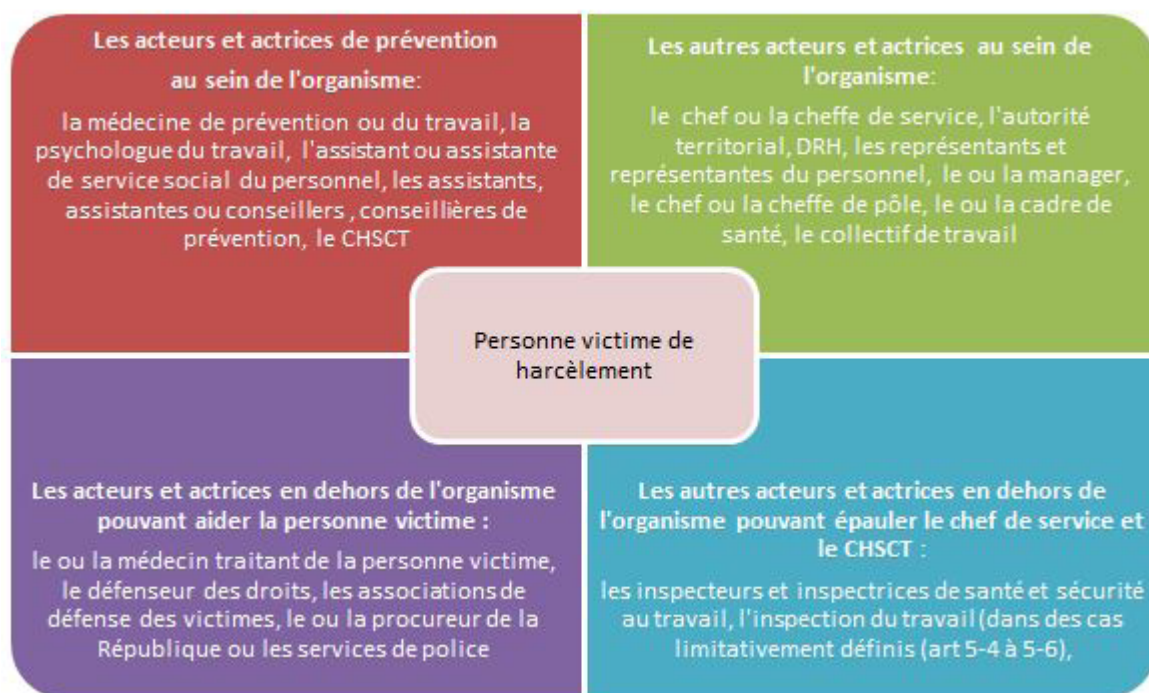 Les acteurs et actrices de prévention
au sein de l'organisme:
la médecine de prévention ou du travail, la
psychologue du travail, l'assistant ou assistante
de service social du personnel, les assistants,
assistantes ou conseillers , conseillières de
prévention, le CHSCT
Les autres acteurs et actrices au sein de
l'organisme:
le chef ou la cheffe de service, l'autorité
territorial, DRH, les représentants et
représentantes du personnel, le ou la manager,
le chef ou la cheffe de pôle, le ou la cadre de
santé, le collectif de travail
Personne victime de
harcèlement
Les acteurs et actrices en dehors de l'organisme
pouvant aider la personne victime :
le ou la médecin traitant de la personne victime,
le défenseur des droits, les associations de
défense des victimes, le ou la procureur de la
République ou les services de police
Les autres acteurs et actrices en dehors de
l'organisme pouvant épauler le chef de service et
le CHSCT :
les inspecteurs et inspectrices de santé et sécurité
au travail, l'inspection du travail (dans des cas
limitativement définis (art 5-4 à 5-6),